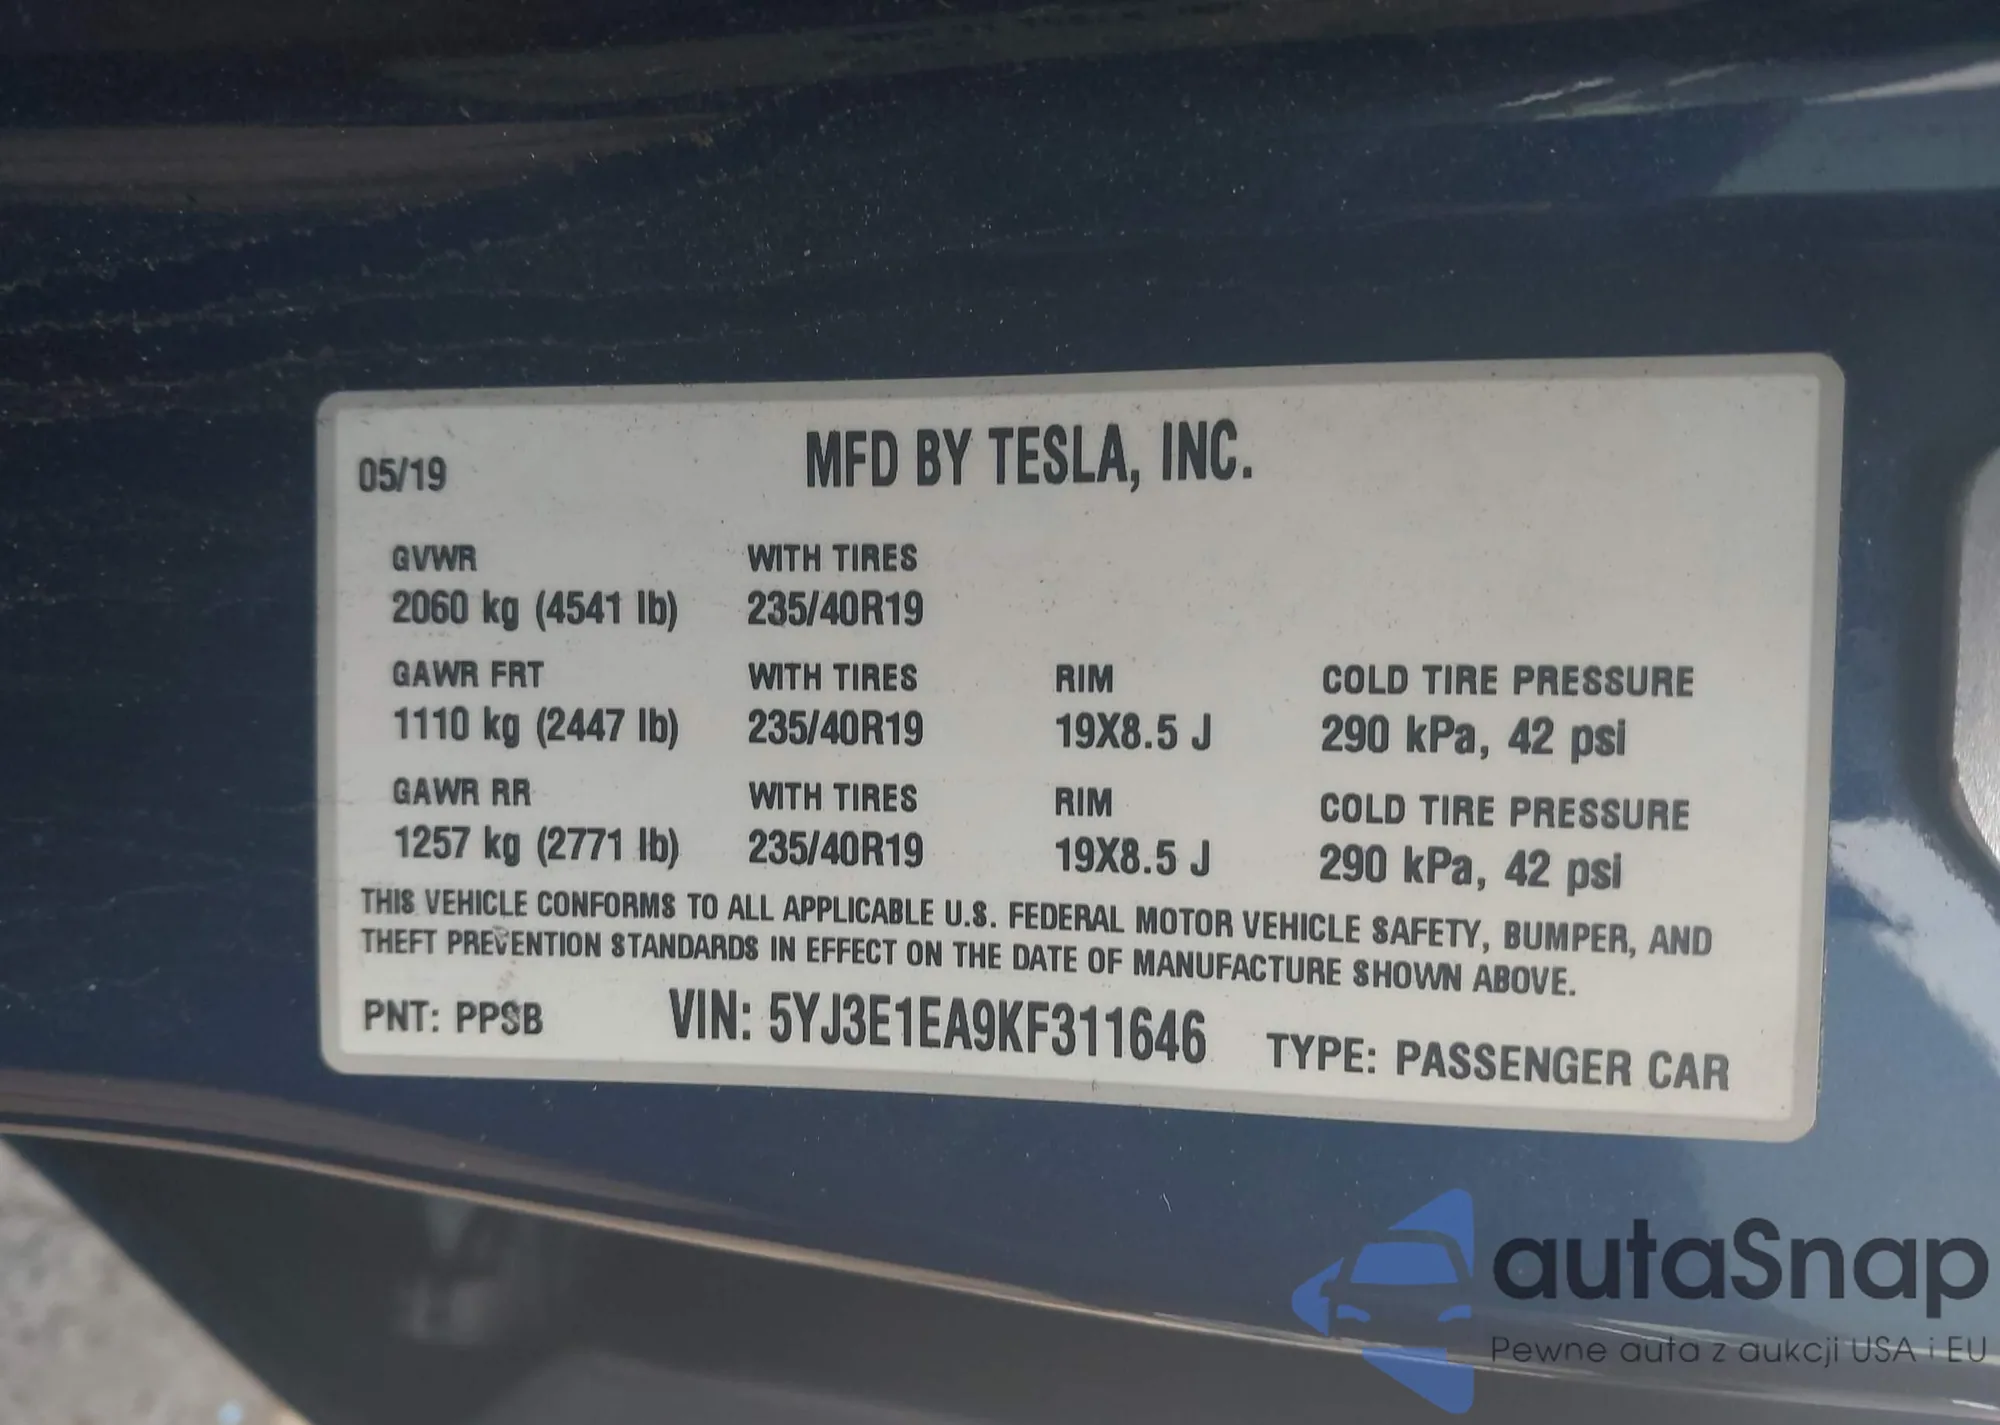 05/19 MFD BY TESLA, INC.
GVWR WITH TIRES
2060 kg (4541 lb) 235/40R19
GAWR FRT WITH TIRES RIM COLD TIRE PRESSURE
1110 kg (2447 lb) 235/40R19 19X8.5 J 290 kPa, 42 psi
GAWR RR WITH TIRES RIM COLD TIRE PRESSURE
1257 kg (2771 lb) 235/40R19 19X8.5 J 290 kPa, 42 psi
THIS VEHICLE CONFORMS TO ALL APPLICABLE U.S. FEDERAL MOTOR VEHICLE SAFETY, BUMPER, AND
THEFT PREVENTION STANDARDS IN EFFECT ON THE DATE OF MANUFACTURE SHOWN ABOVE.
PNT: PPSB VIN: 5YJ3E1EA9KF311646 TYPE: PASSENGER CAR
autaSnap
Pewne auta z aukcji USA i EU